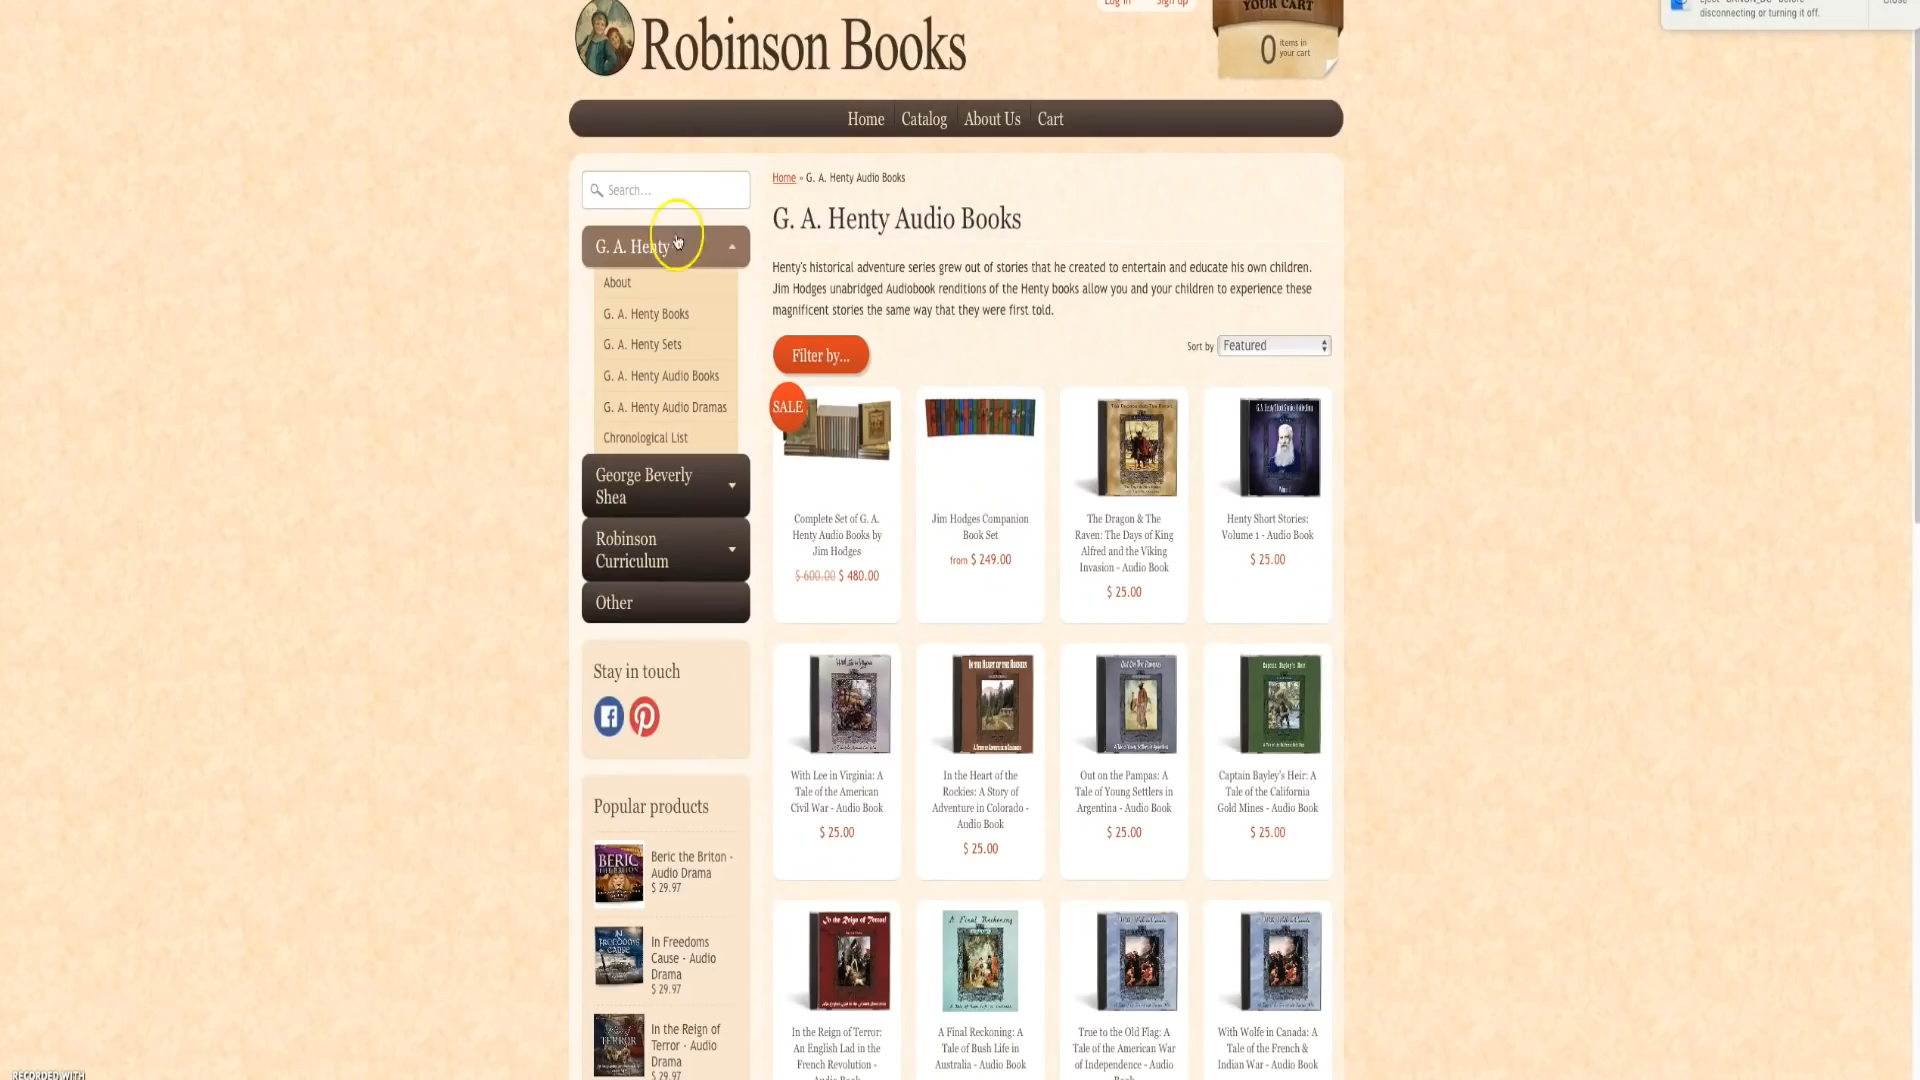 Log in
Sign up
YOUR CART
disconnecting or turning it off.
Close
Robinson Books
0 items in
your cart
Home
Catalog
About Us
Cart
Search...
Home » G. A. Henty Audio Books
G. A. Henty
G. A. Henty Audio Books
Henty's historical adventure series grew out of stories that he created to entertain and educate his own children.
Jim Hodges unabridged Audiobook renditions of the Henty books allow you and your children to experience these
magnificent stories the same way that they were first told.
About
G. A. Henty Books
G. A. Henty Sets
G. A. Henty Audio Books
G. A. Henty Audio Dramas
Chronological List
George Beverly
Shea
Robinson
Curriculum
Other
Filter by...
Sort by
Featured
SALE
Complete Set of G. A.
Henty Audio Books by
Jim Hodges
$ 600.00 $ 480.00
Jim Hodges Companion
Book Set
from $ 249.00
The Dragon & The
Raven: The Days of King
Alfred and the Viking
Invasion - Audio Book
$ 25.00
Henty Short Stories:
Volume 1 - Audio Book
$ 25.00
Stay in touch
With Lee in Virginia: A
Tale of the American
Civil War - Audio Book
$ 25.00
In the Heart of the
Rockies: A Story of
Adventure in Colorado -
Audio Book
$ 25.00
Out on the Pampas: A
Tale of Young Settlers in
Argentina - Audio Book
$ 25.00
Captain Bayley's Heir: A
Tale of the California
Gold Mines - Audio Book
$ 25.00
Popular products
BERIC
Beric the Briton -
Audio Drama
$ 29.97
In Freedoms
Cause - Audio
Drama
$ 29.97
TERROR
In the Reign of
Terror - Audio
Drama
$ 29.97
In the Reign of Terror:
An English Lad in the
French Revolution -
Audio Book
A Final Reckoning: A
Tale of Bush Life in
Australia - Audio Book
True to the Old Flag: A
Tale of the American War
of Independence - Audio
Book
With Wolfe in Canada: A
Tale of the French &
Indian War - Audio Book
RECORDED WITH